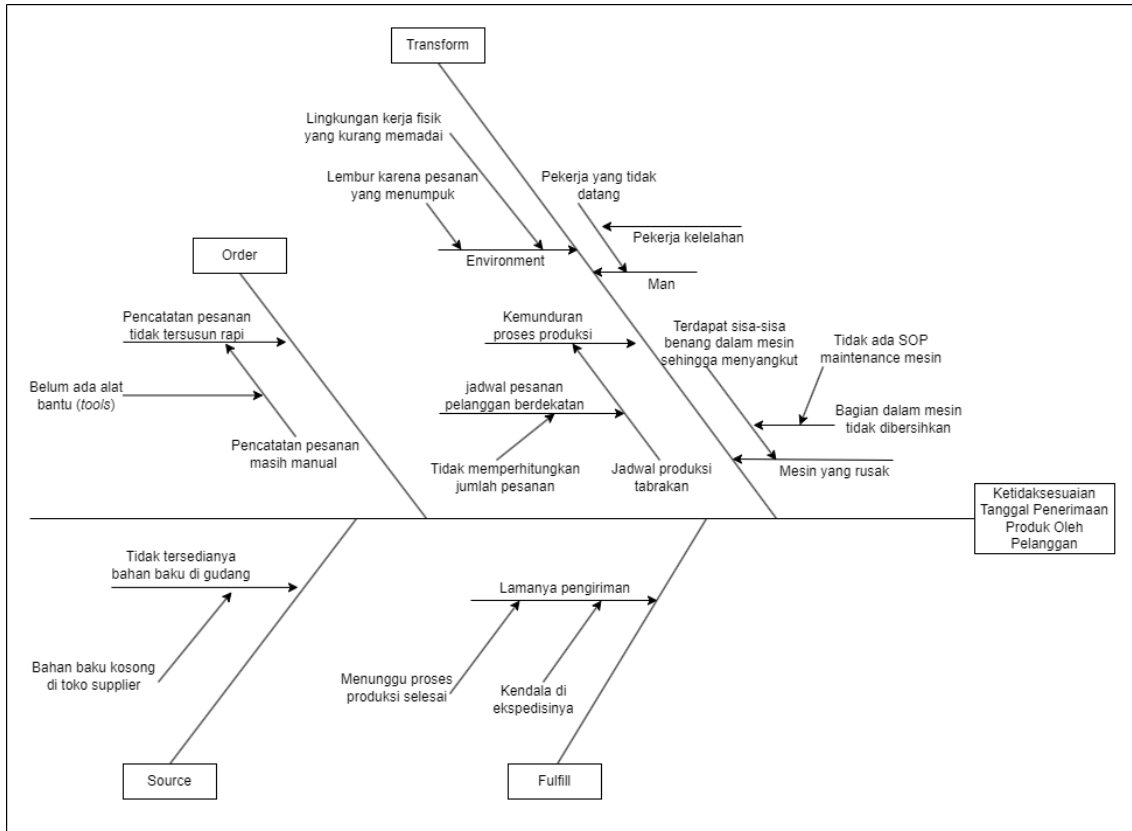 Transform
Lingkungan kerja fisik
yang kurang memadai
Lembur karena pesanan
yang menumpuk
Environment
Pekerja yang tidak
datang
Pekerja kelelahan
Man
Order
Pencatatan pesanan
tidak tersusun rapi
Belum ada alat
bantu (tools)
Pencatatan pesanan
masih manual
Kemunduran
proses produksi
jadwal pesanan
pelanggan berdekatan
Tidak memperhitungkan
jumlah pesanan
Jadwal produksi
tabrakan
Terdapat sisa-sisa
benang dalam mesin
sehingga menyangkut
Tidak ada SOP
maintenance mesin
Bagian dalam mesin
tidak dibersihkan
Mesin yang rusak
Ketidaksesuaian
Tanggal Penerimaan
Produk Oleh
Pelanggan
Tidak tersedianya
bahan baku di gudang
Bahan baku kosong
di toko supplier
Source
Lamanya pengiriman
Menunggu proses
produksi selesai
Kendala di
ekspedisinya
Fulfill